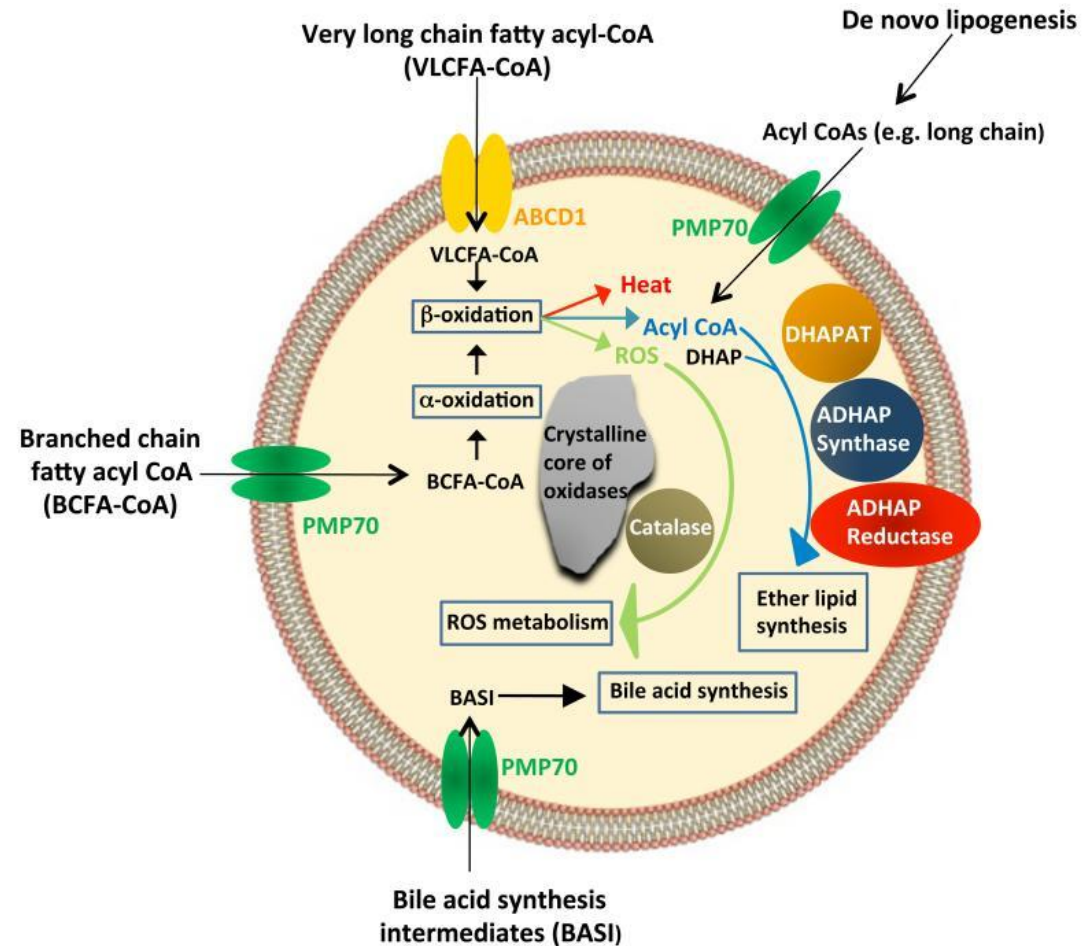 Very long chain fatty acyl-CoA
(VLCFA-CoA)
De novo lipogenesis
Acyl CoAs (e.g. long chain)
ABCD1
PMP70
VLCFA-CoA
β-oxidation
Heat
Acyl CoA
ROS
DHAP
DHAPAT
α-oxidation
ADHAP
Synthase
Branched chain
fatty acyl CoA
(BCFA-CoA)
PMP70
BCFA-CoA
Crystalline
core of
oxidases
Catalase
ADHAP
Reductase
ROS metabolism
Ether lipid
synthesis
BASI
Bile acid synthesis
PMP70
Bile acid synthesis
intermediates (BASI)